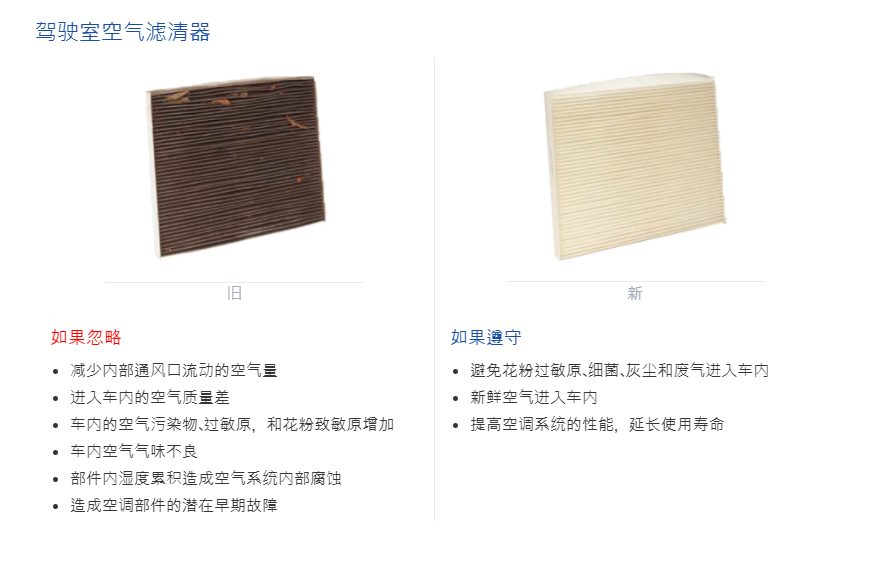 驾驶室空气滤清器
旧
如果忽略
减少内部通风口流动的空气量
进入车内的空气质量差
车内的空气污染物、过敏原，和花粉致敏原增加
车内空气气味不良
部件内湿度累积造成空气系统内部腐蚀
造成空调部件的潜在早期故障
新
如果遵守
避免花粉过敏原、细菌、灰尘和废气进入车内
新鲜空气进入车内
提高空调系统的性能，延长使用寿命